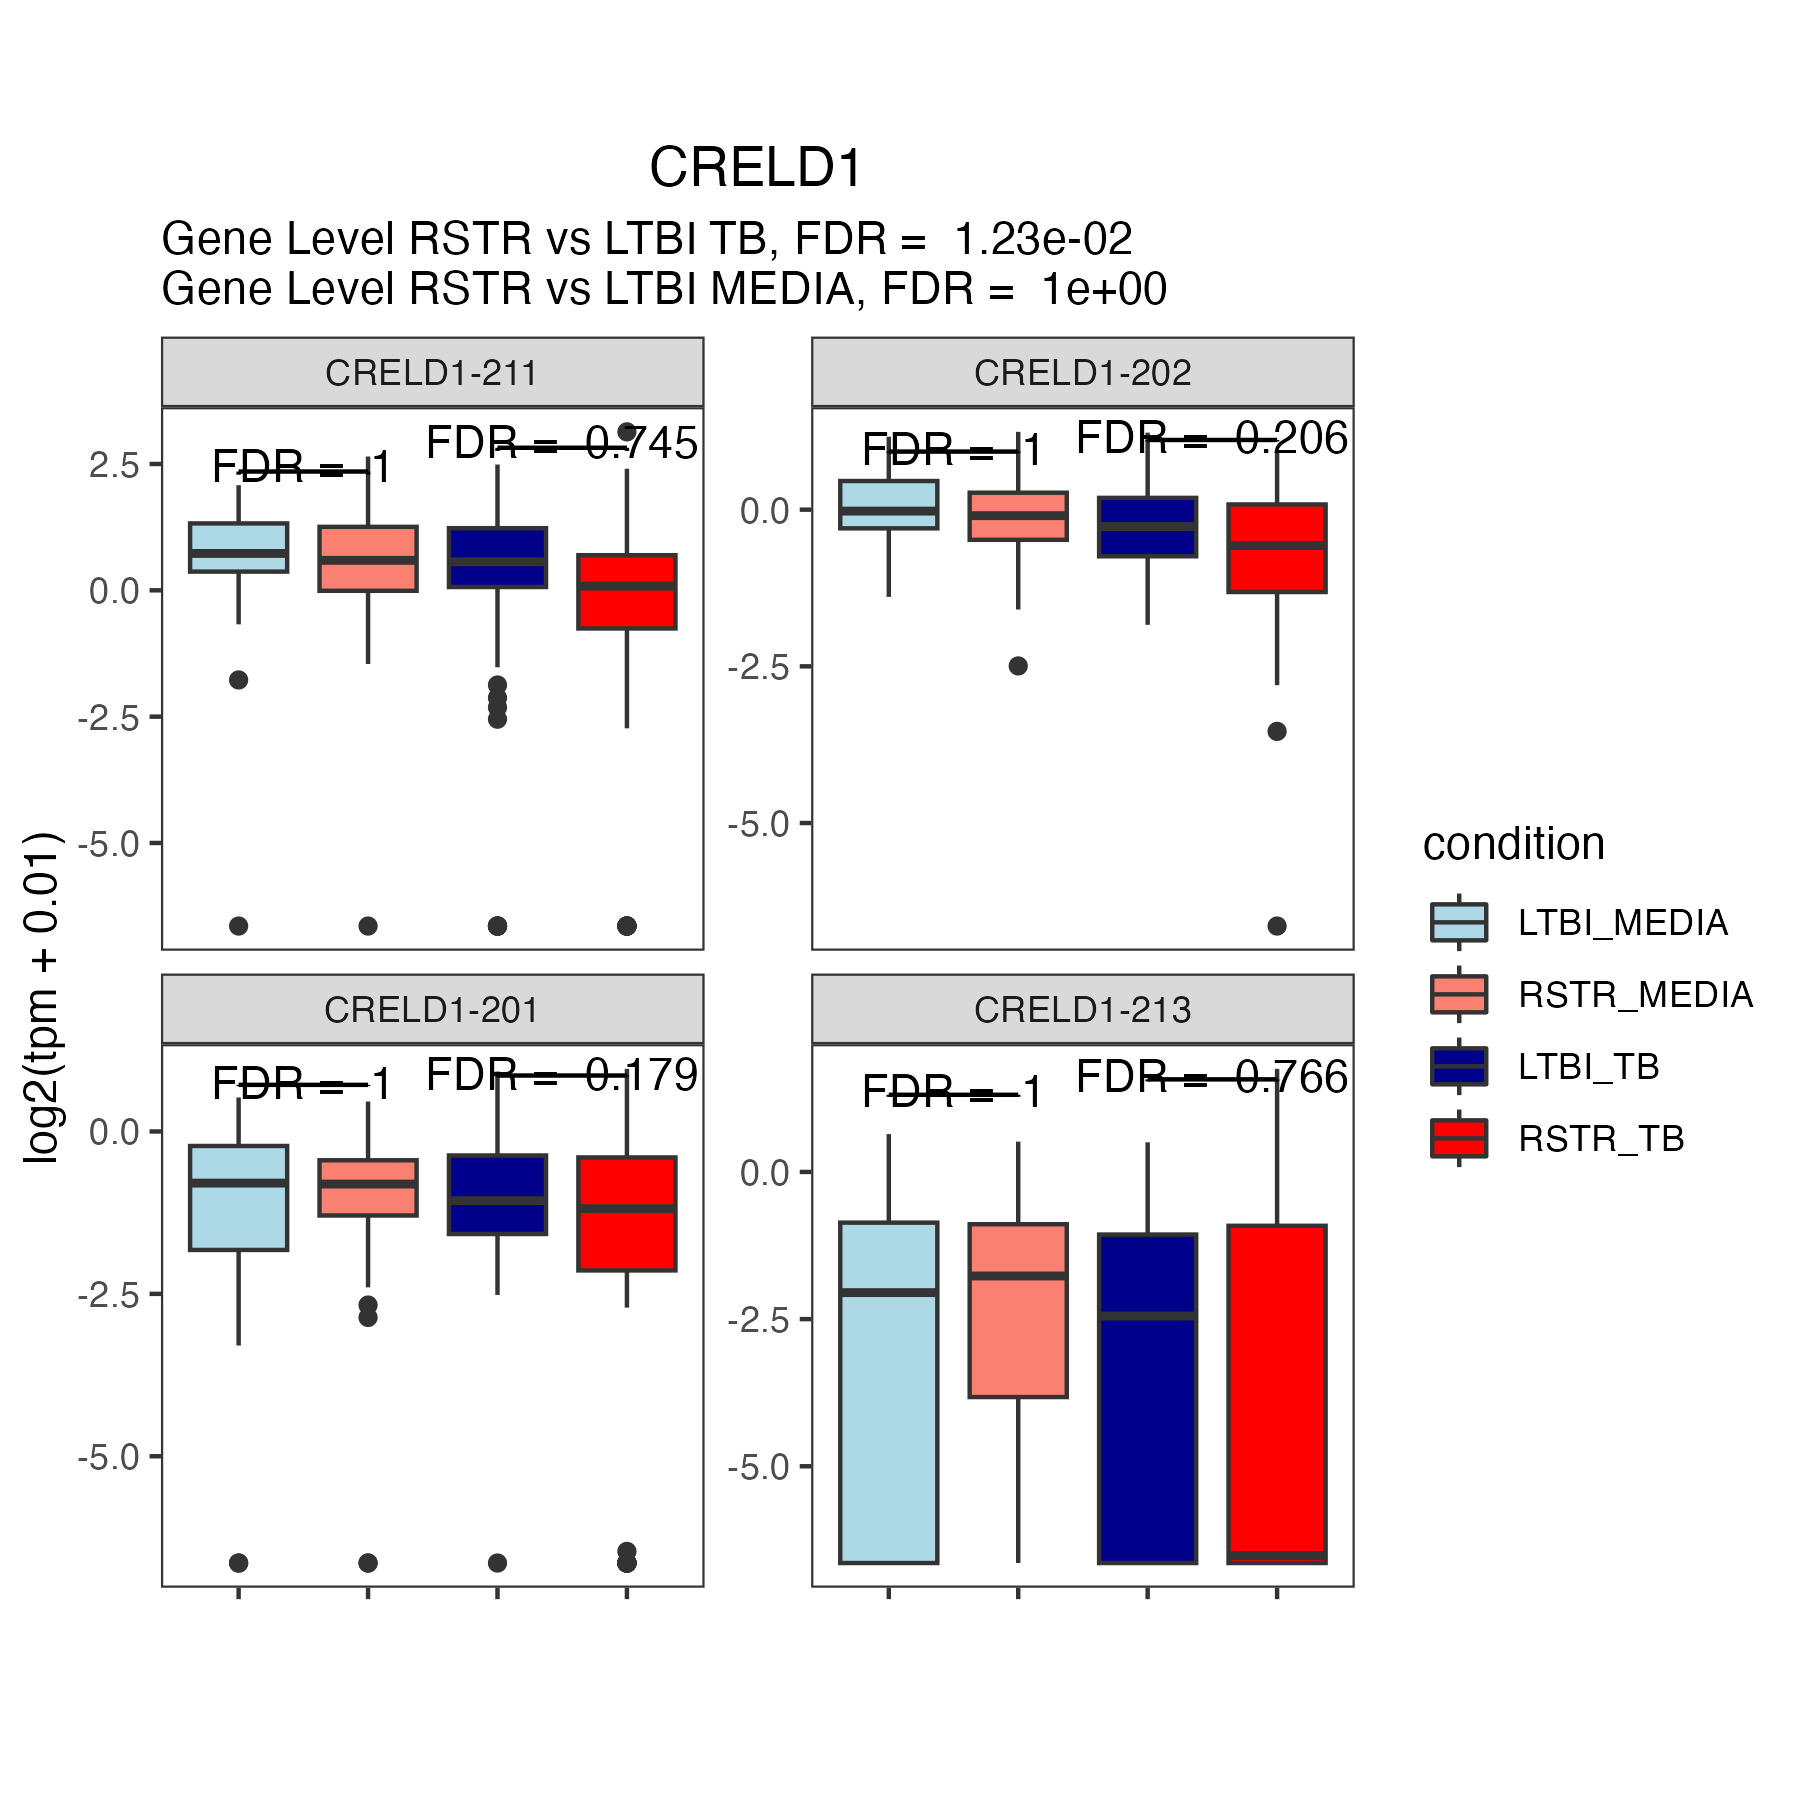 CRELD1
Gene Level RSTR vs LTBI TB, FDR = 1.23e-02
Gene Level RSTR vs LTBI MEDIA, FDR = 1e+00
CRELD1-211
FDR = 1
FDR = 0.745
2.5
0.0
-2.5
-5.0
CRELD1-202
FDR = 1
FDR = 0.206
0.0
-2.5
-5.0
CRELD1-201
FDR = 1
FDR = 0.179
0.0
-2.5
-5.0
CRELD1-213
FDR = 1
FDR = 0.766
0.0
-2.5
-5.0
log2(tpm + 0.01)
condition
LTBI_MEDIA
RSTR_MEDIA
LTBI_TB
RSTR_TB